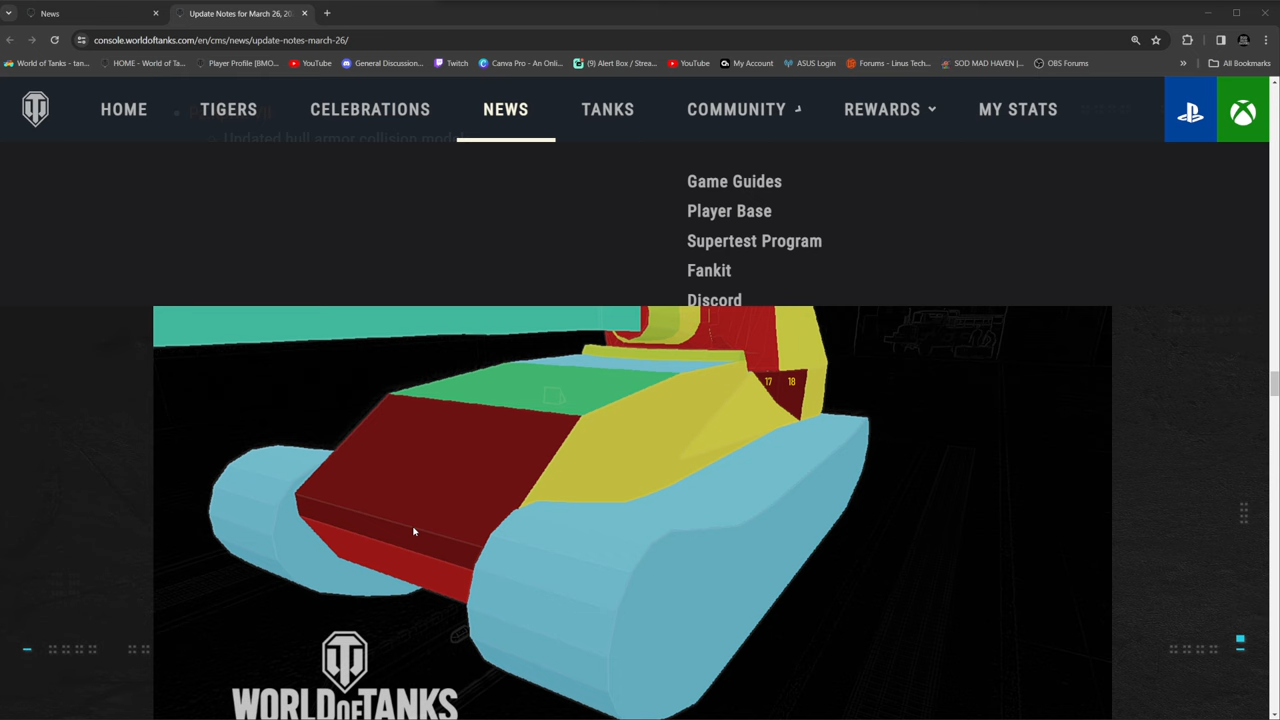 News
Update Notes for March 26, 20
console.worldoftanks.com/en/cms/news/update-notes-march-26/
World of Tanks - tan...
HOME - World of Ta...
Player Profile [BMO...
YouTube
General Discussion...
Twitch
Canva Pro - An Onli...
(9) Alert Box / Strea...
YouTube
My Account
ASUS Login
Forums - Linus Tech...
SOD MAD HAVEN |...
OBS Forums
All Bookmarks
HOME
TIGERS
CELEBRATIONS
NEWS
TANKS
COMMUNITY
REWARDS
MY STATS
Updated hull armor collision model
Game Guides
Player Base
Supertest Program
Fankit
Discord
17 18
WORLD OF TANKS